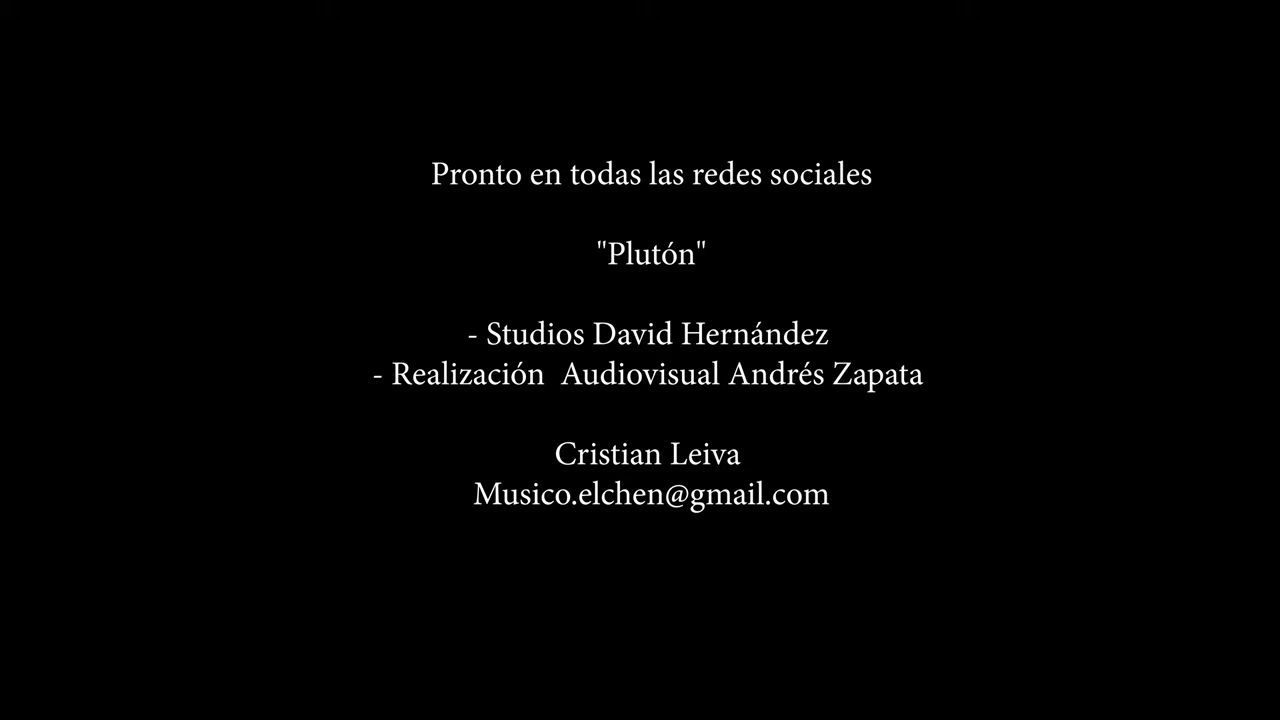 Pronto en todas las redes sociales
"Plutón"
- Studios David Hernández
- Realización  Audiovisual Andrés Zapata
Cristian Leiva
Musico.elchen@gmail.com